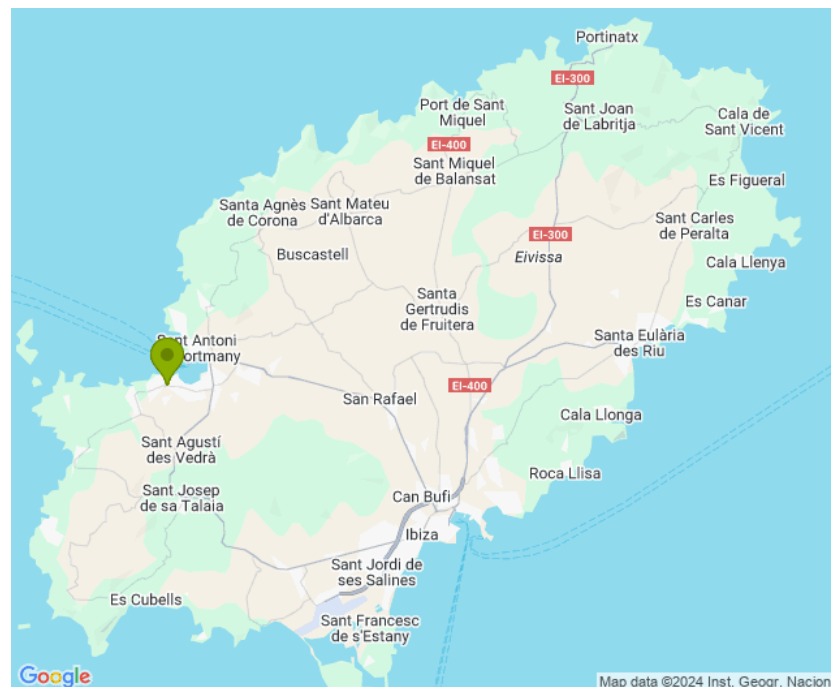 Portinatx
EI-300
Port de Sant
Miquel
Sant Joan
de Labritja
Cala de
Sant Vicent
EI-400
Sant Miquel
de Balansat
Es Figueral
Santa Agnès
de Corona
Sant Mateu
d'Albarca
Sant Carles
de Peralta
EI-300
Buscastell
Eivissa
Cala Llenya
Santa
Gertrudis
de Fruitera
Es Canar
Sant Antoni
Portmany
Santa Eulària
des Riu
EI-400
San Rafael
Cala Llonga
Sant Agustí
des Vedrà
Roca Llisa
Sant Josep
de sa Talaia
Can Bufi
Ibiza
Sant Jordi de
ses Salines
Es Cubells
Sant Francesc
de s'Estany
Google
Map data ©2024 Inst. Geogr. Nacion